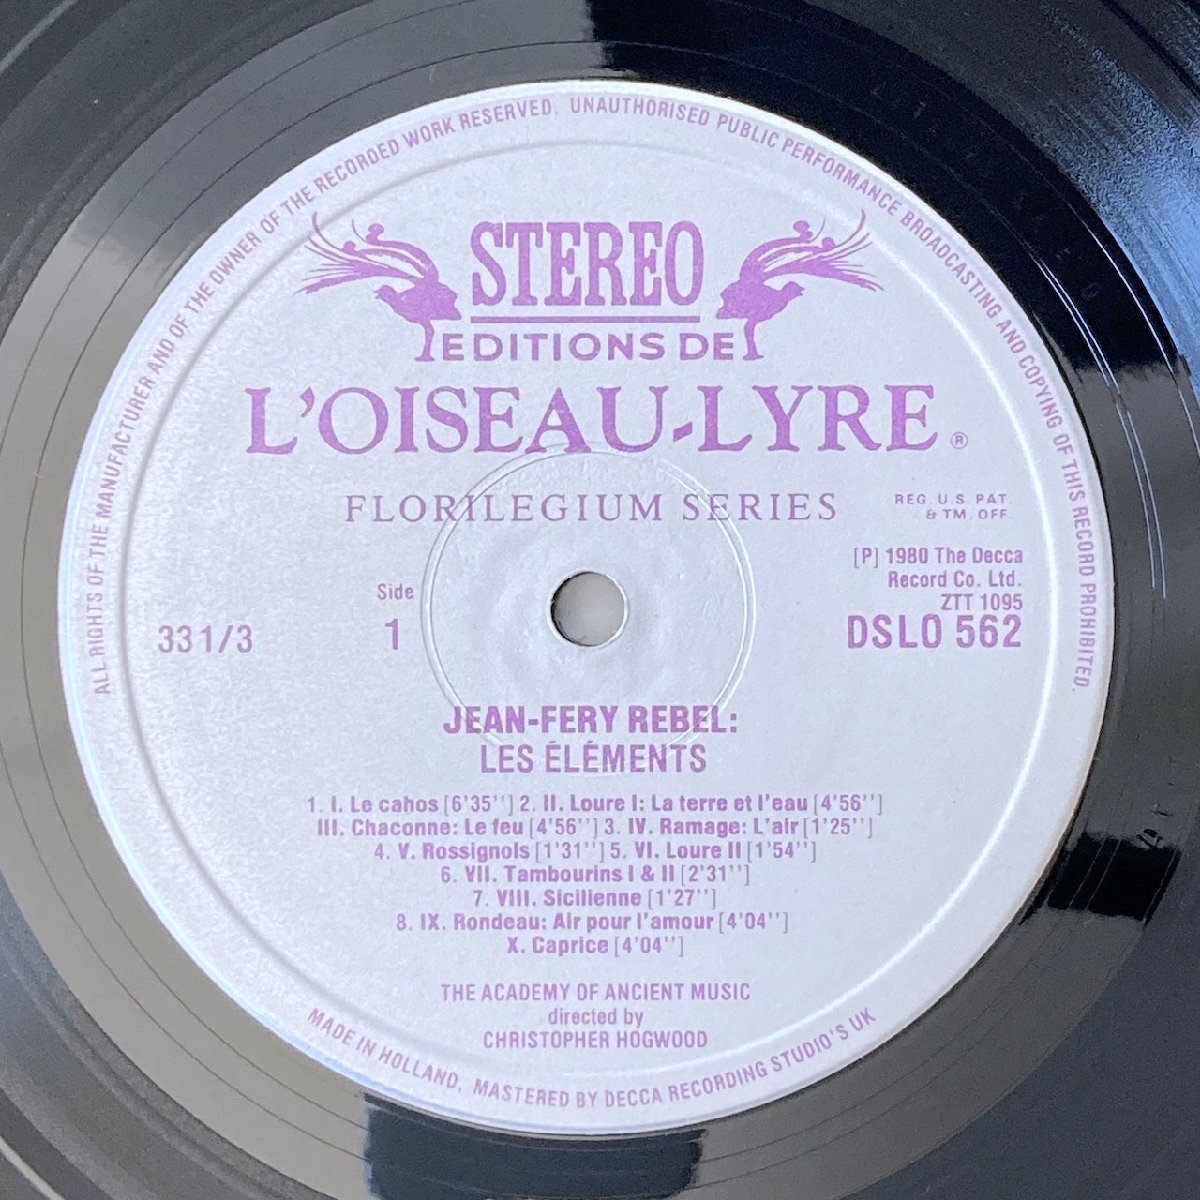 ALL RIGHTS OF THE MANUFACTURER AND OF THE OWNER OF THE RECORDED WORK RESERVED. UNAUTHORISED PUBLIC PERFORMANCE BROADCASTING AND COPYING OF THIS RECORD PROHIBITED.
STEREO
EDITIONS DE
L'OISEAU-LYRE ®
FLORILEGIUM SERIES
REG. U.S. PAT.
& TM. OFF.
[P] 1980 The Decca
Record Co. Ltd.
ZTT 1095
DSLO 562
Side
1
33 1/3
JEAN-FERY REBEL:
LES ÉLÉMENTS
1. I. Le cahos [6'35''] 2. II. Loure I: La terre et l'eau [4'56'']
III. Chaconne: Le feu [4'56''] 3. IV. Ramage: L'air [1'25'']
4. V. Rossignols [1'31''] 5. VI. Loure II [1'54'']
6. VII. Tambourins I & II [2'31'']
7. VIII. Sicilienne [1'27'']
8. IX. Rondeau: Air pour l'amour [4'04'']
X. Caprice [4'04'']
THE ACADEMY OF ANCIENT MUSIC
directed by
CHRISTOPHER HOGWOOD
MADE IN HOLLAND, MASTERED BY DECCA RECORDING STUDIO'S UK